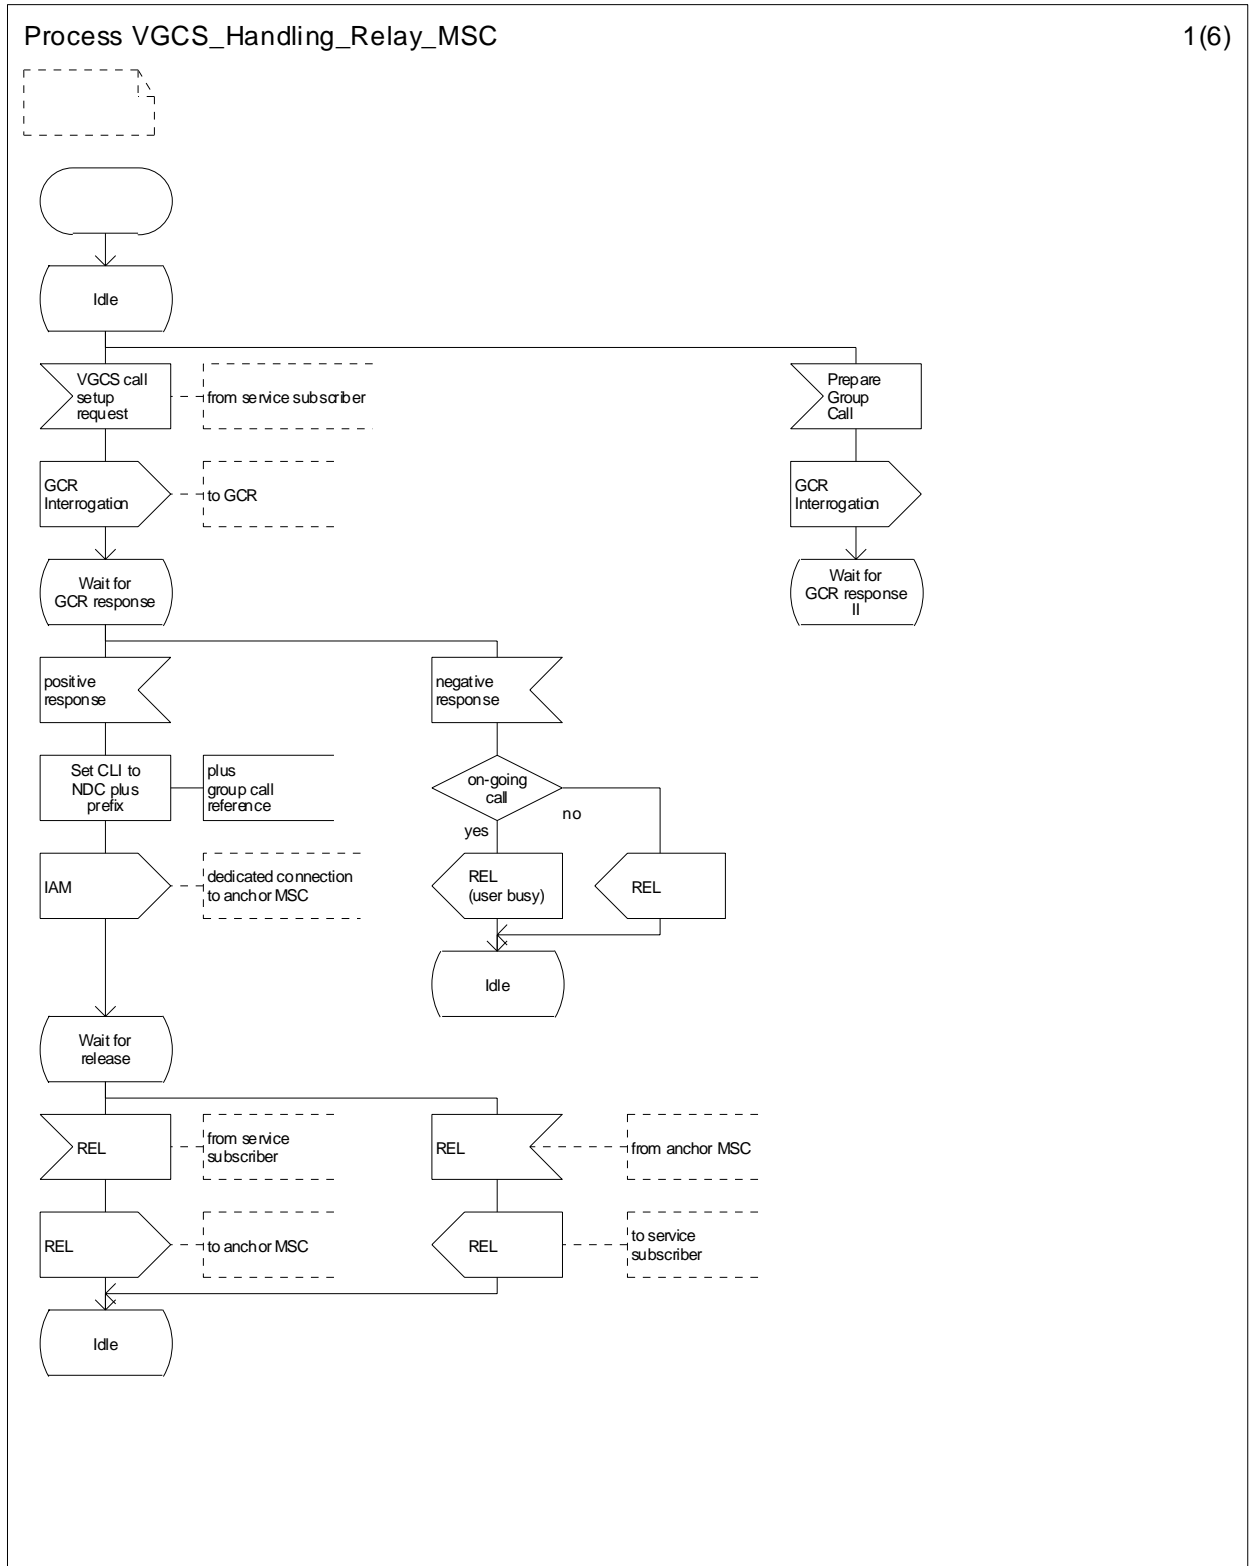 Process VGCS_Handling_Relay_MSC
1(6)
Idle
VGCS call
setup
request
from service subscriber
Prepare
Group
Call
GCR
Interrogation
to GCR
GCR
Interrogation
Wait for
GCR response
Wait for
GCR response
II
positive
response
negative
response
Set CLI to
NDC plus
prefix
plus
group call
reference
on-going
call
no
yes
IAM
dedicated connection
to anchor MSC
REL
(user busy)
REL
Idle
Wait for
release
REL
from service
subscriber
REL
from anchor MSC
REL
to anchor MSC
REL
to service
subscriber
Idle